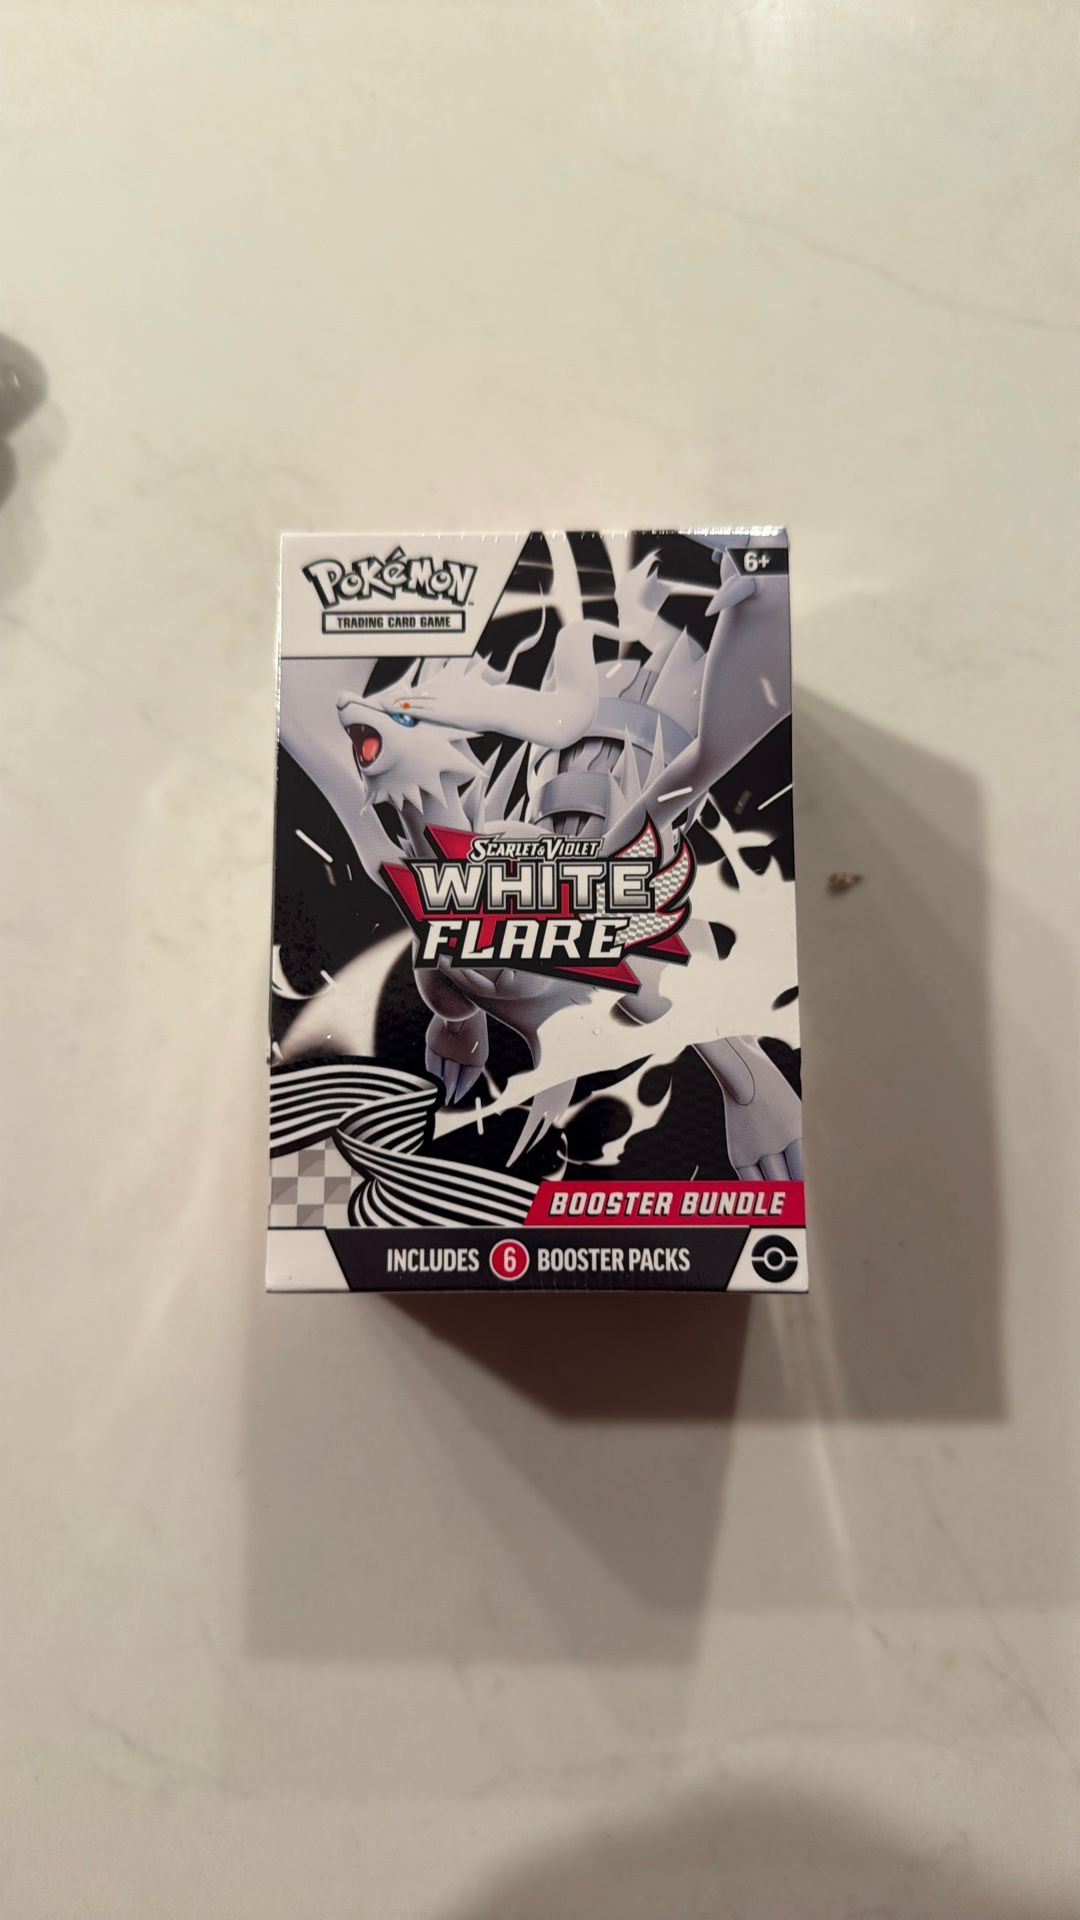 POKéMON
TRADING CARD GAME
6+
SCARLET & VIOLET
WHITE
FLARE
BOOSTER BUNDLE
INCLUDES 6 BOOSTER PACKS